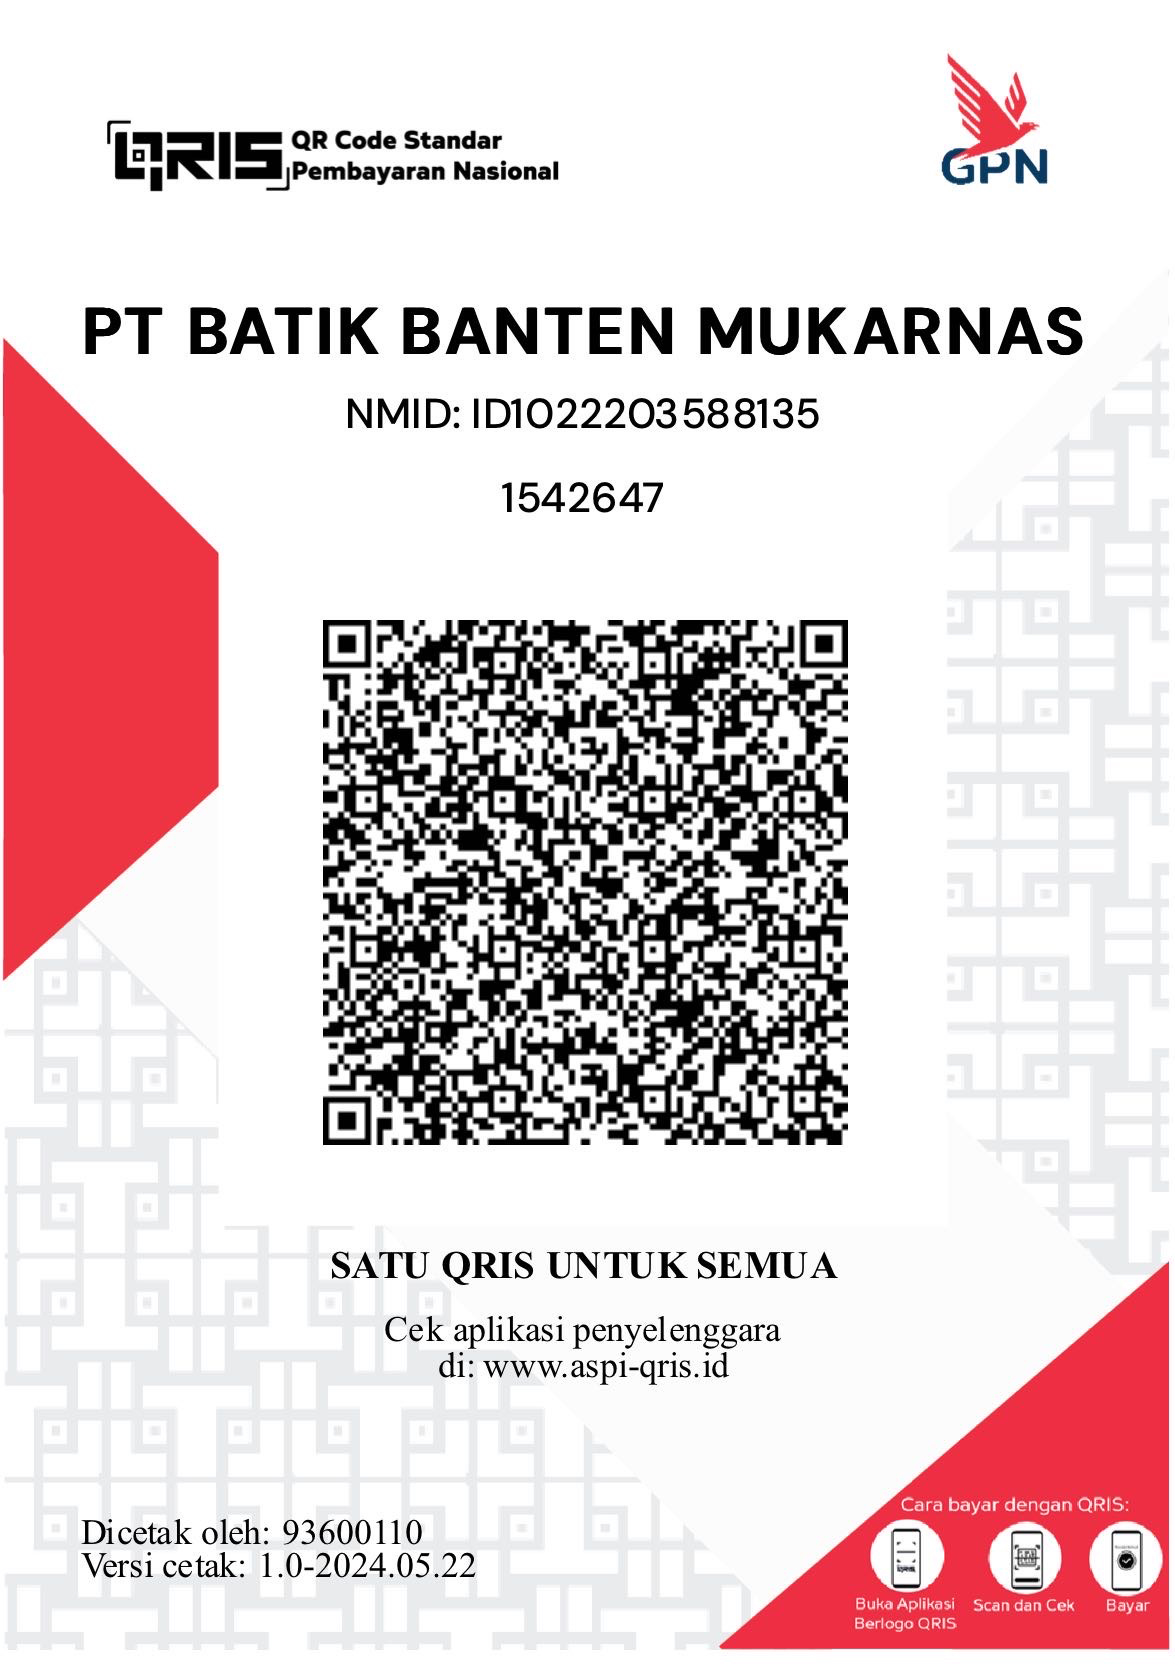 QRIS QR Code Standar
Pembayaran Nasional
GPN
PT BATIK BANTEN MUKARNAS
NMID: ID1022203588135
1542647
SATU QRIS UNTUK SEMUA
Cek aplikasi penyelenggara
di: www.aspi-qris.id
Dicetak oleh: 93600110
Versi cetak: 1.0-2024.05.22
Cara bayar dengan QRIS:
Buka Aplikasi
Berlogo QRIS
Scan dan Cek
Bayar